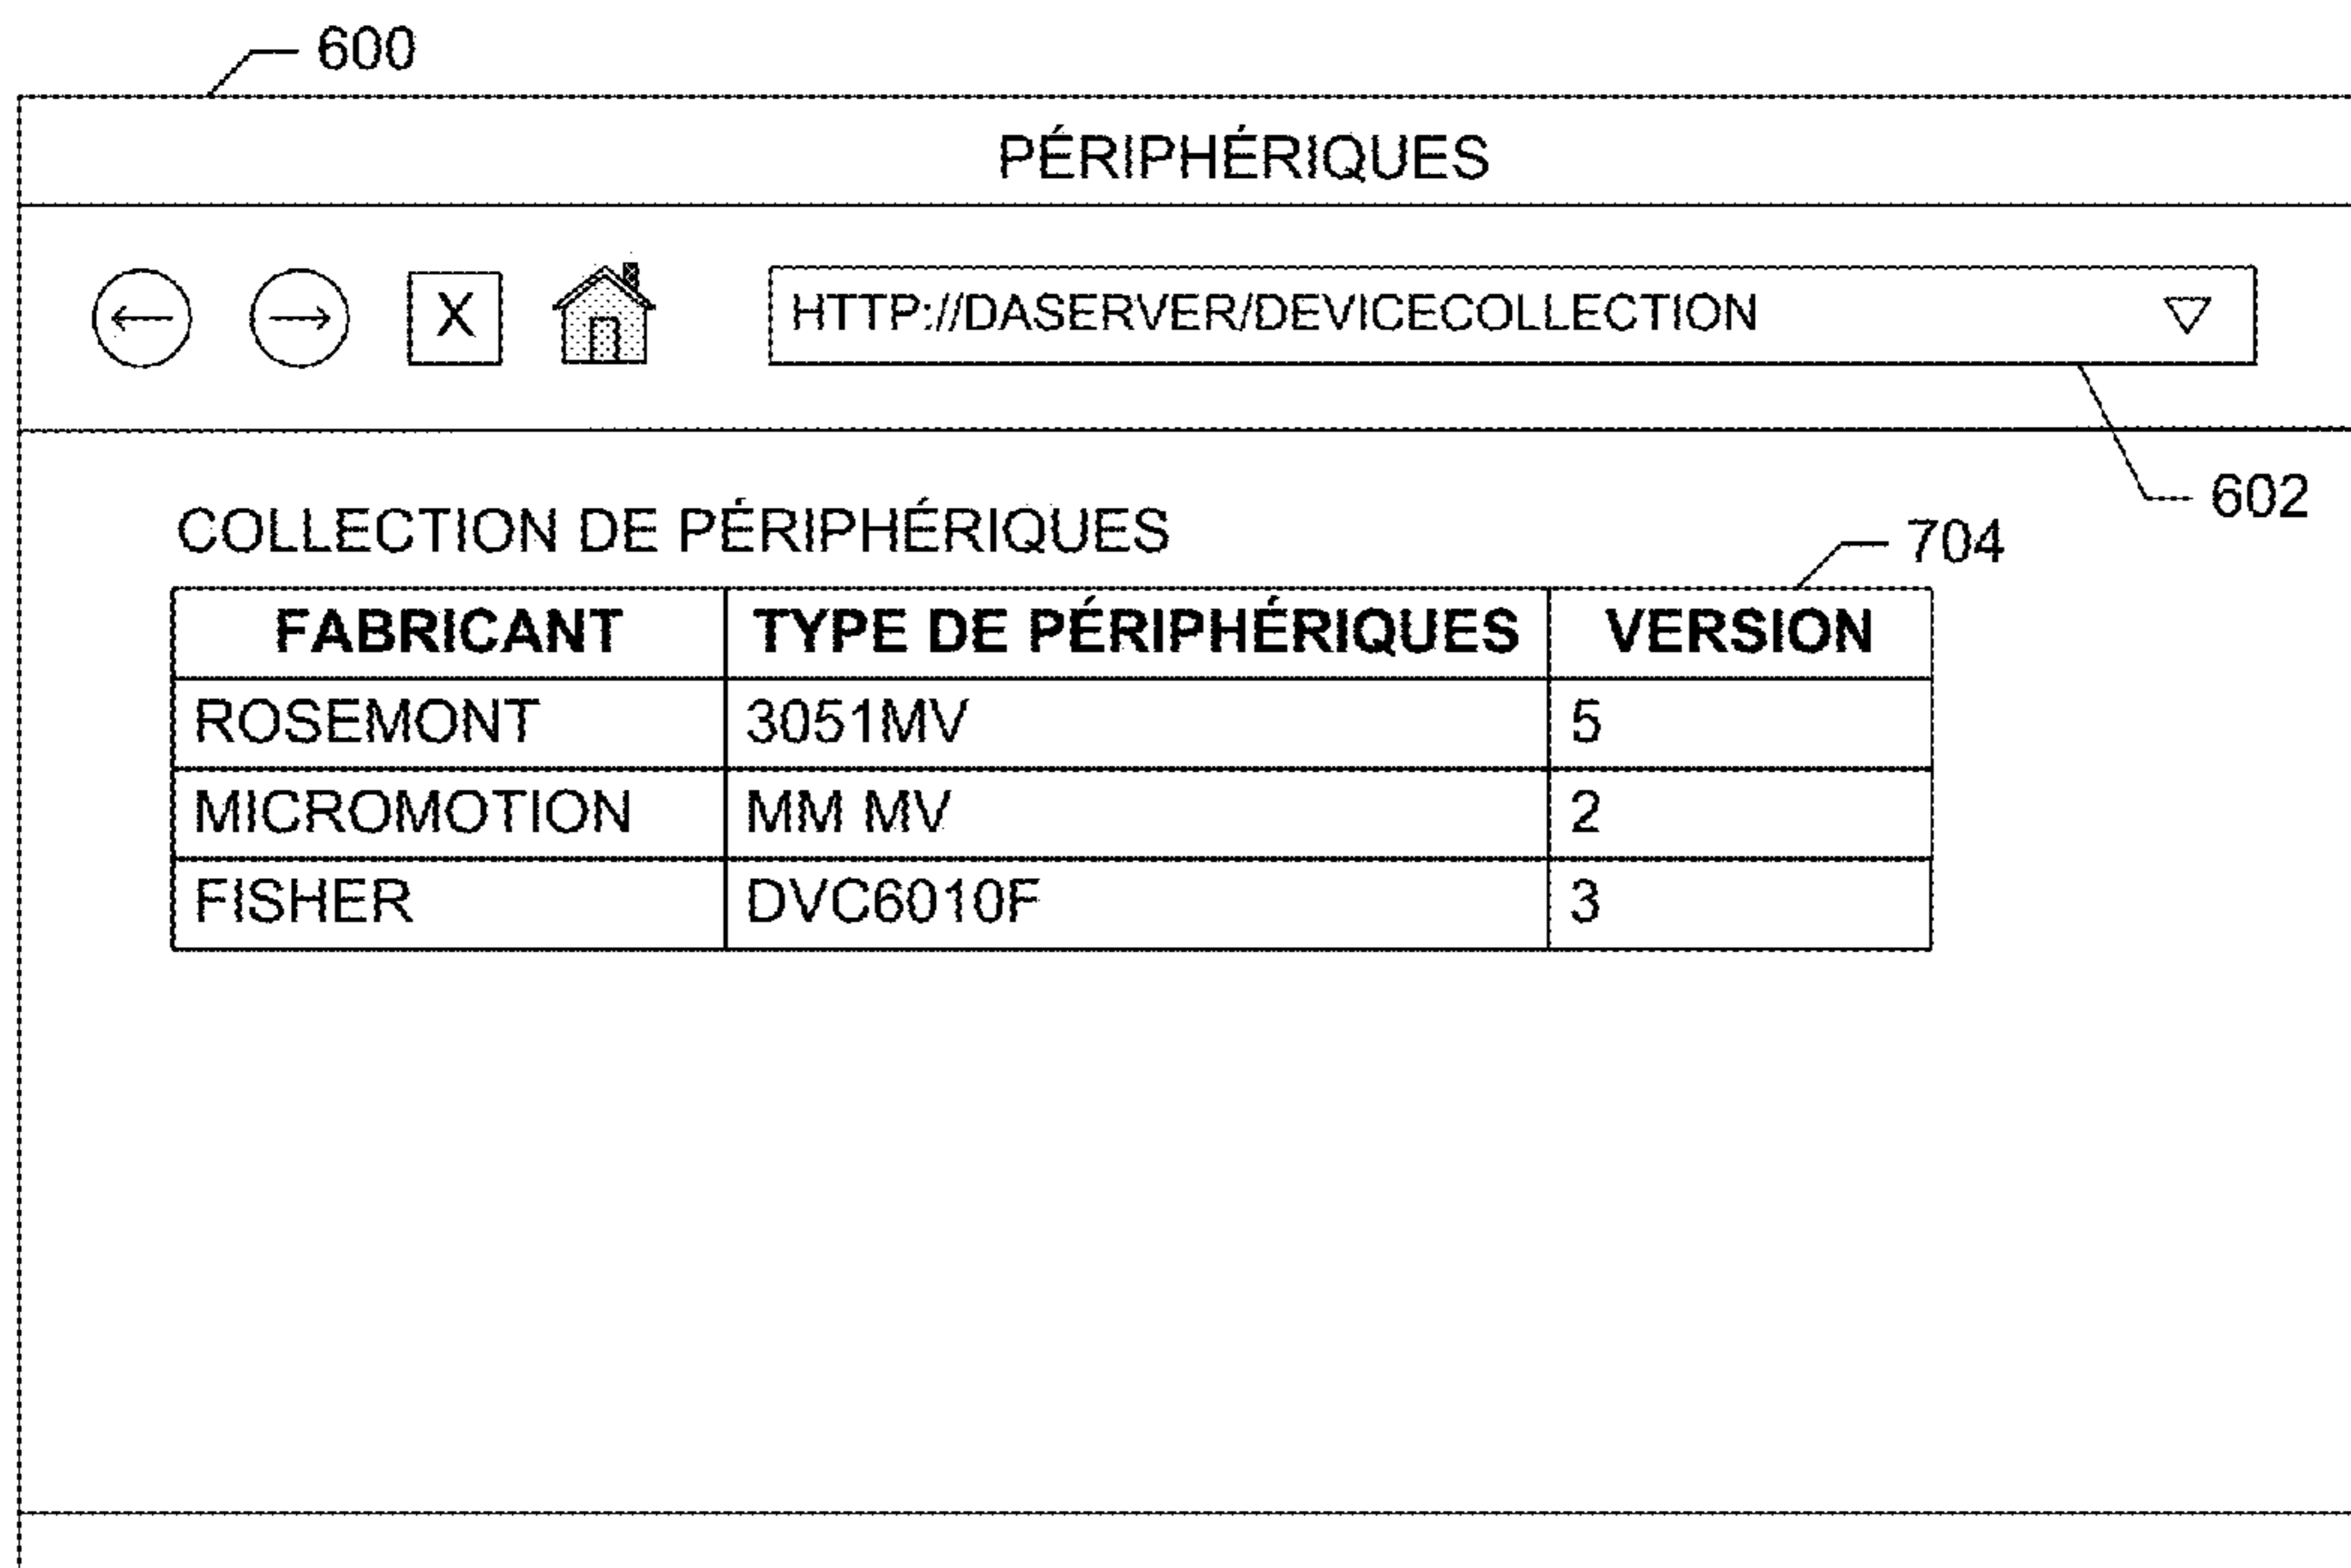 600
PÉRIPHÉRIQUES
X
HTTP://DASERVER/DEVICECOLLECTION
602
COLLECTION DE PÉRIPHÉRIQUES
704
FABRICANT TYPE DE PÉRIPHÉRIQUES VERSION
ROSEMONT 3051MV 5
MICROMOTION MM MV 2
FISHER DVC6010F 3